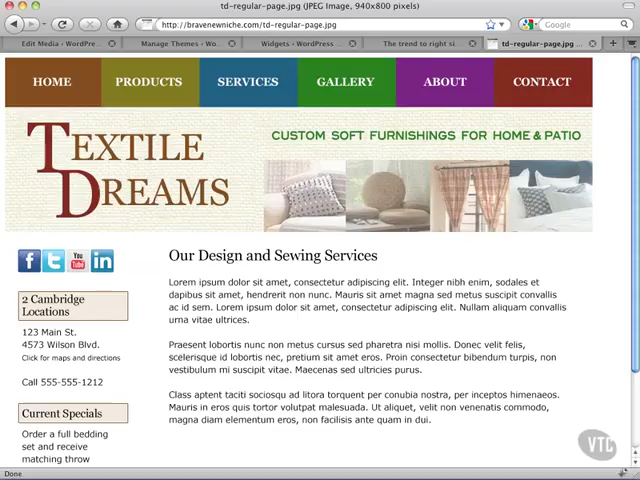 td-regular-page.jpg (JPEG Image, 940x800 pixels)
http://bravenewniche.com/td-regular-page.jpg
Google
Edit Media ‹ WordPre...
Manage Themes ‹ Wo...
Widgets ‹ WordPress ...
The trend to right si...
td-regular-page.jpg ...
HOME PRODUCTS SERVICES GALLERY ABOUT CONTACT
TEXTILE
DREAMS
CUSTOM SOFT FURNISHINGS FOR HOME & PATIO
f t You Tube in
2 Cambridge
Locations
123 Main St.
4573 Wilson Blvd.
Click for maps and directions
Call 555-555-1212
Current Specials
Order a full bedding
set and receive
matching throw
Our Design and Sewing Services
Lorem ipsum dolor sit amet, consectetur adipiscing elit. Integer nibh enim, sodales et
dapibus sit amet, hendrerit non nunc. Mauris sit amet magna sed metus suscipit convallis
ac id sem. Lorem ipsum dolor sit amet, consectetur adipiscing elit. Nullam aliquam convallis
urna vitae ultrices.
Praesent lobortis nunc non metus cursus sed pharetra nisi mollis. Donec velit felis,
scelerisque id lobortis nec, pretium sit amet eros. Proin consectetur bibendum turpis, non
vestibulum mi suscipit vitae. Maecenas sed ultricies purus.
Class aptent taciti sociosqu ad litora torquent per conubia nostra, per inceptos himenaeos.
Mauris in eros quis tortor volutpat malesuada. Ut aliquet, velit non venenatis commodo,
magna diam elementum eros, non facilisis ante quam in dui.
VTC
Done